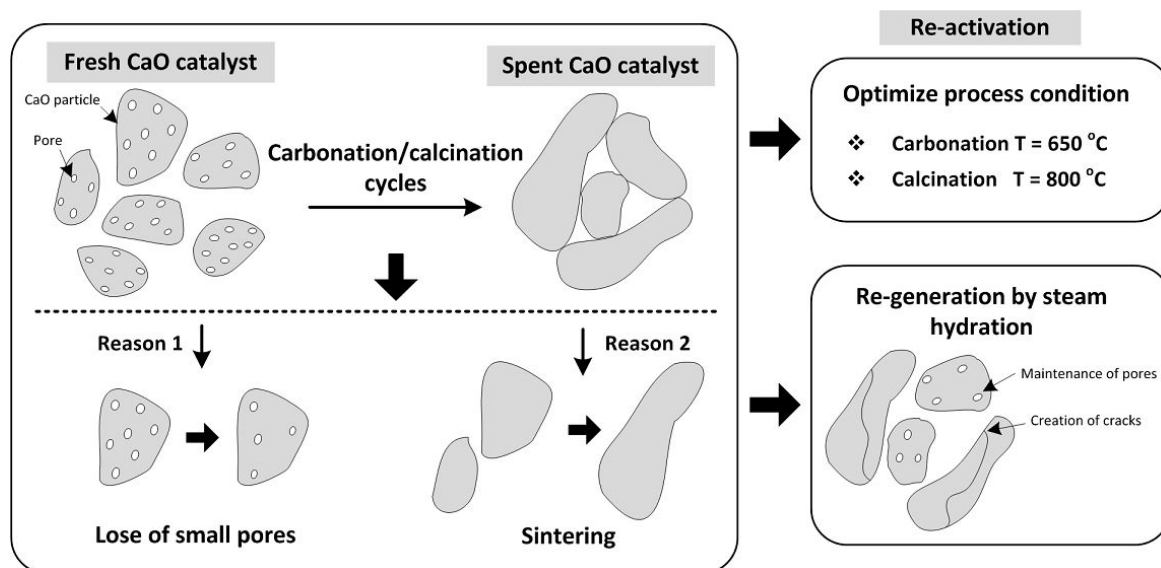 Fresh CaO catalyst
CaO particle
Pore
Carbonation/calcination
cycles
Spent CaO catalyst
Reason 1
Lose of small pores
Reason 2
Sintering
Re-activation
Optimize process condition
❖ Carbonation T = 650 °C
❖ Calcination T = 800 °C
Re-generation by steam
hydration
Maintenance of pores
Creation of cracks